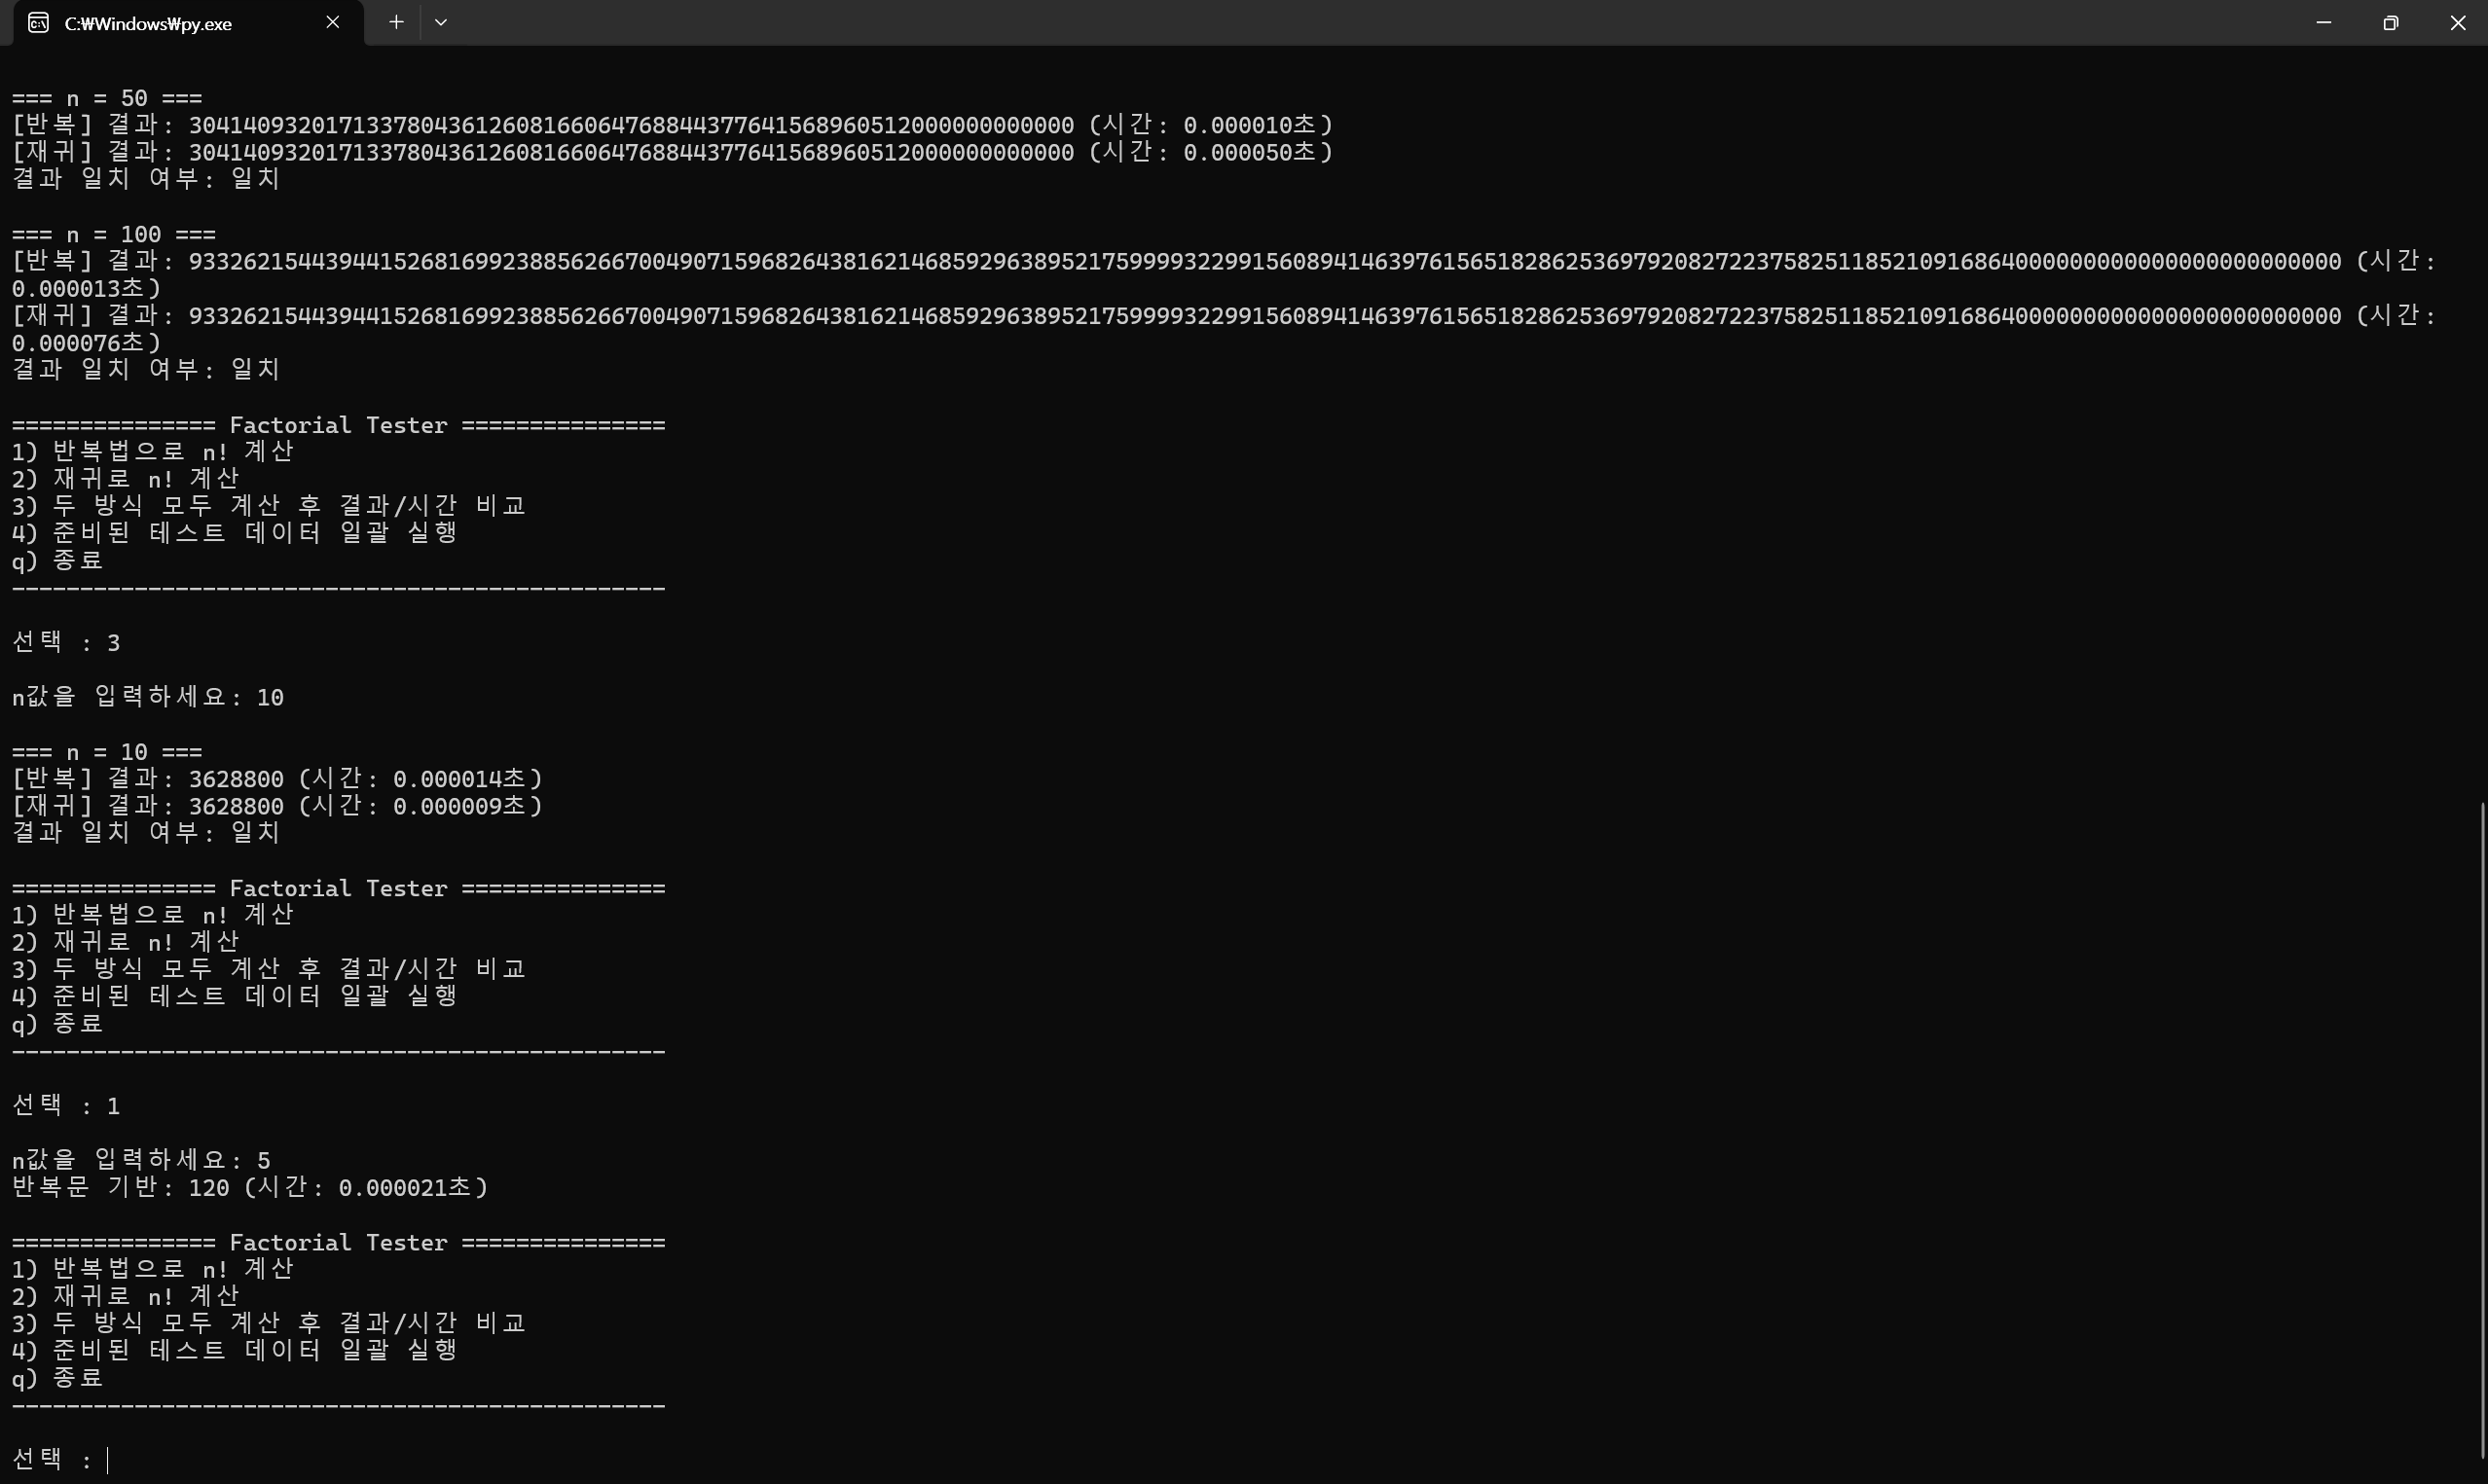 C:₩Windows₩py.exe
=== n = 50 ===
[반복] 결과: 30414093201713378043612608166064768844377641568960512000000000000 (시간: 0.000010초)
[재귀] 결과: 30414093201713378043612608166064768844377641568960512000000000000 (시간: 0.000050초)
결과 일치 여부: 일치
=== n = 100 ===
[반복] 결과: 93326215443944152681699238856266700490715968264381621468592963895217599993229915608941463976156518286253697920827223758251185210916864000000000000000000000000 (시간:
0.000013초)
[재귀] 결과: 93326215443944152681699238856266700490715968264381621468592963895217599993229915608941463976156518286253697920827223758251185210916864000000000000000000000000 (시간:
0.000076초)
결과 일치 여부: 일치
=============== Factorial Tester ===============
1) 반복법으로 n! 계산
2) 재귀로 n! 계산
3) 두 방식 모두 계산 후 결과/시간 비교
4) 준비된 테스트 데이터 일괄 실행
q) 종료
------------------------------------------------
선택 : 3
n값을 입력하세요: 10
=== n = 10 ===
[반복] 결과: 3628800 (시간: 0.000014초)
[재귀] 결과: 3628800 (시간: 0.000009초)
결과 일치 여부: 일치
=============== Factorial Tester ===============
1) 반복법으로 n! 계산
2) 재귀로 n! 계산
3) 두 방식 모두 계산 후 결과/시간 비교
4) 준비된 테스트 데이터 일괄 실행
q) 종료
------------------------------------------------
선택 : 1
n값을 입력하세요: 5
반복문 기반: 120 (시간: 0.000021초)
=============== Factorial Tester ===============
1) 반복법으로 n! 계산
2) 재귀로 n! 계산
3) 두 방식 모두 계산 후 결과/시간 비교
4) 준비된 테스트 데이터 일괄 실행
q) 종료
------------------------------------------------
선택 :